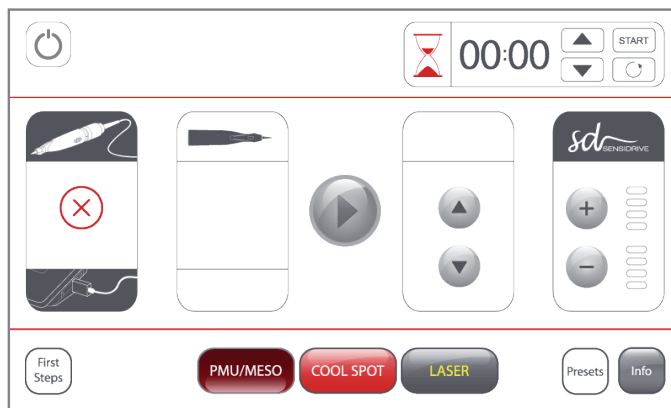 00:00
START
sd
SENSIDRIVE
First
Steps
PMU/MESO
COOL SPOT
LASER
Presets
Info